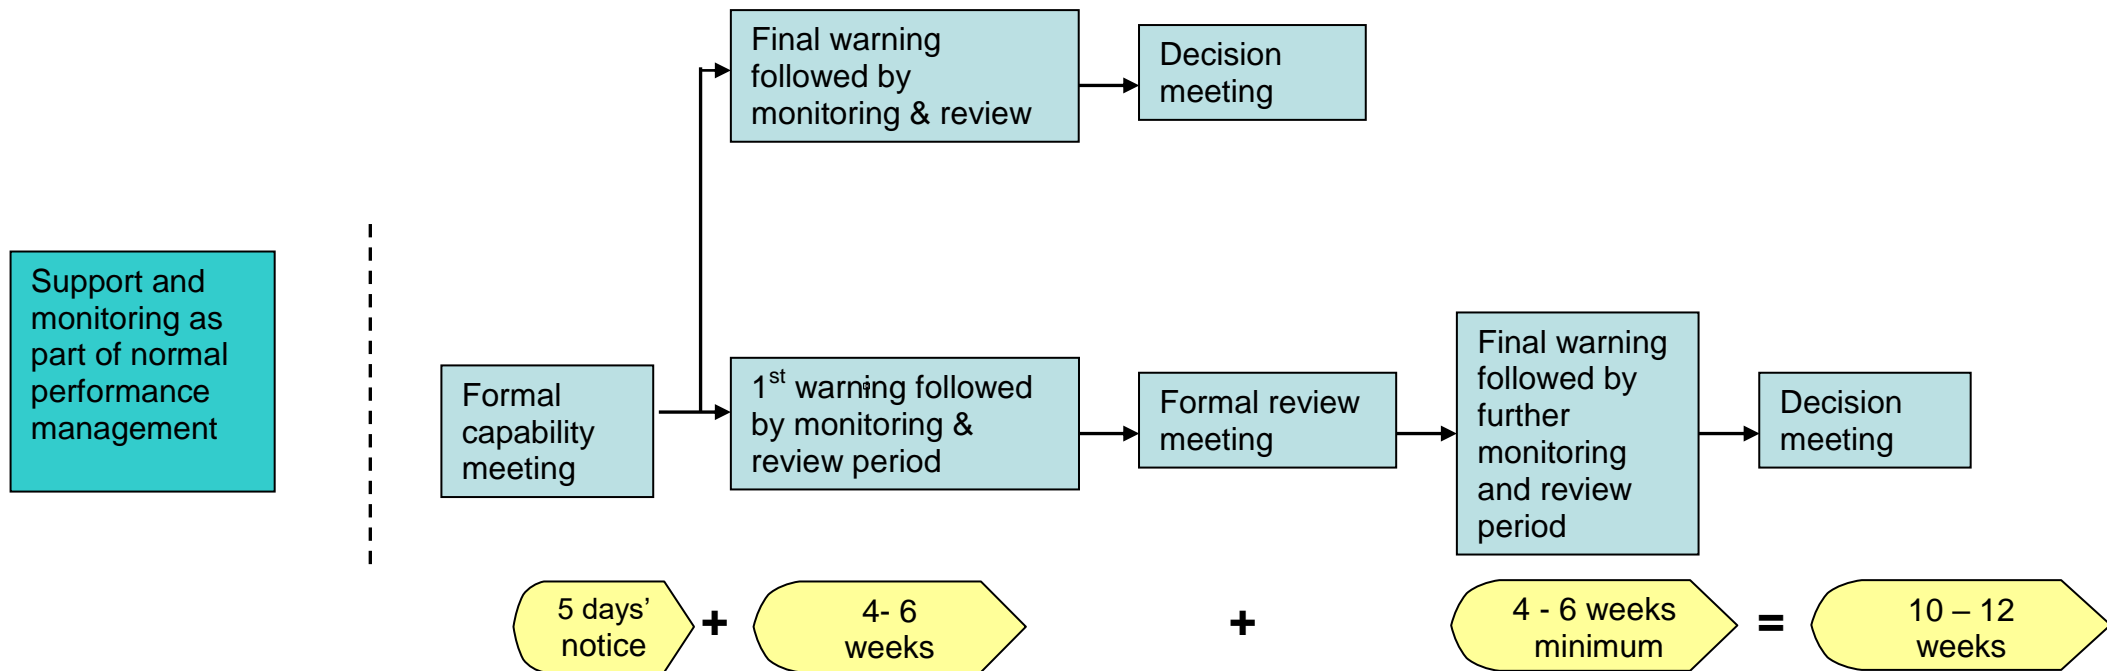 Final warning
followed by
monitoring & review
Decision
meeting
Support and
monitoring as
part of normal
performance
management
Formal
capability
meeting
1st warning followed
by monitoring &
review period
Formal review
meeting
Final warning
followed by
further
monitoring
and review
period
Decision
meeting
5 days’
notice
+
4- 6
weeks
+
4 - 6 weeks
minimum
=
10 – 12
weeks